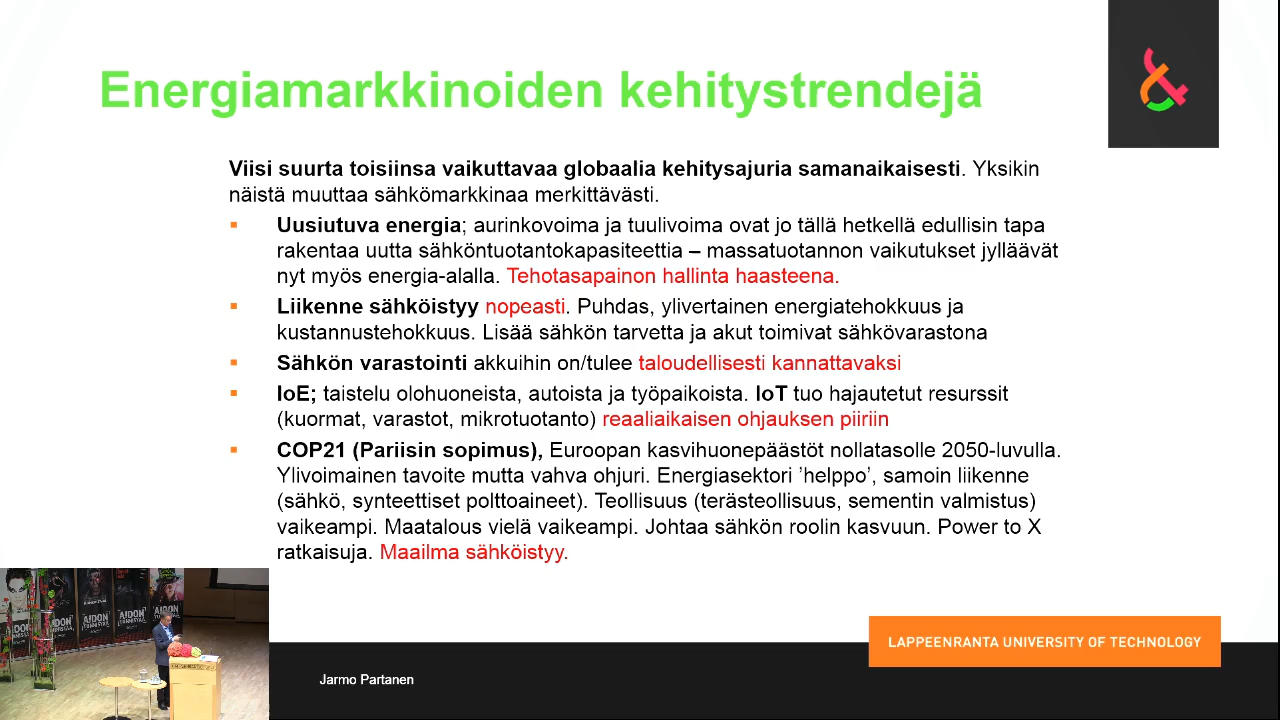 Energiamarkkinoiden kehitystrendejä
Viisi suurta toisiinsa vaikuttavaa globaalia kehitysajuria samanaikaisesti. Yksikin
näistä muuttaa sähkömarkkinaa merkittävästi.
Uusiutuva energia; aurinkovoima ja tuulivoima ovat jo tällä hetkellä edullisin tapa
rakentaa uutta sähköntuotantokapasiteettia – massatuotannon vaikutukset jylläävät
nyt myös energia-alalla. Tehotasapainon hallinta haasteena.
Liikenne sähköistyy nopeasti. Puhdas, ylivertainen energiatehokkuus ja
kustannustehokkuus. Lisää sähkön tarvetta ja akut toimivat sähkövarastona
Sähkön varastointi akkuihin on/tulee taloudellisesti kannattavaksi
IoE; taistelu olohuoneista, autoista ja työpaikoista. IoT tuo hajautetut resurssit
(kuormat, varastot, mikrotuotanto) reaaliaikaisen ohjauksen piiriin
COP21 (Pariisin sopimus), Euroopan kasvihuonepäästöt nollatasolle 2050-luvulla.
Ylivoimainen tavoite mutta vahva ohjuri. Energiasektori ’helppo’, samoin liikenne
(sähkö, synteettiset polttoaineet). Teollisuus (terästeollisuus, sementin valmistus)
vaikeampi. Maatalous vielä vaikeampi. Johtaa sähkön roolin kasvuun. Power to X
ratkaisuja. Maailma sähköistyy.
LAPPEENRANTA UNIVERSITY OF TECHNOLOGY
Jarmo Partanen